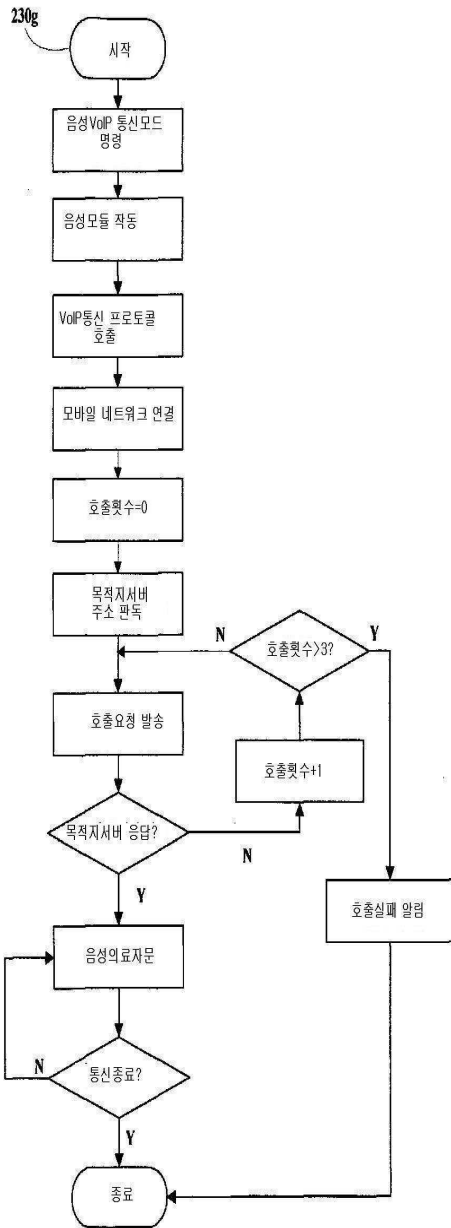 230g
시작
음성VoIP 통신모드
명령
음성모듈 작동
VoIP통신 프로토콜
호출
모바일 네트워크 연결
호출횟수=0
목적지서버
주소 판독
N
호출횟수>3?
Y
호출요청 발송
호출횟수+1
목적지서버 응답?
N
Y
호출실패 알림
음성의료자문
N
통신종료?
Y
종료